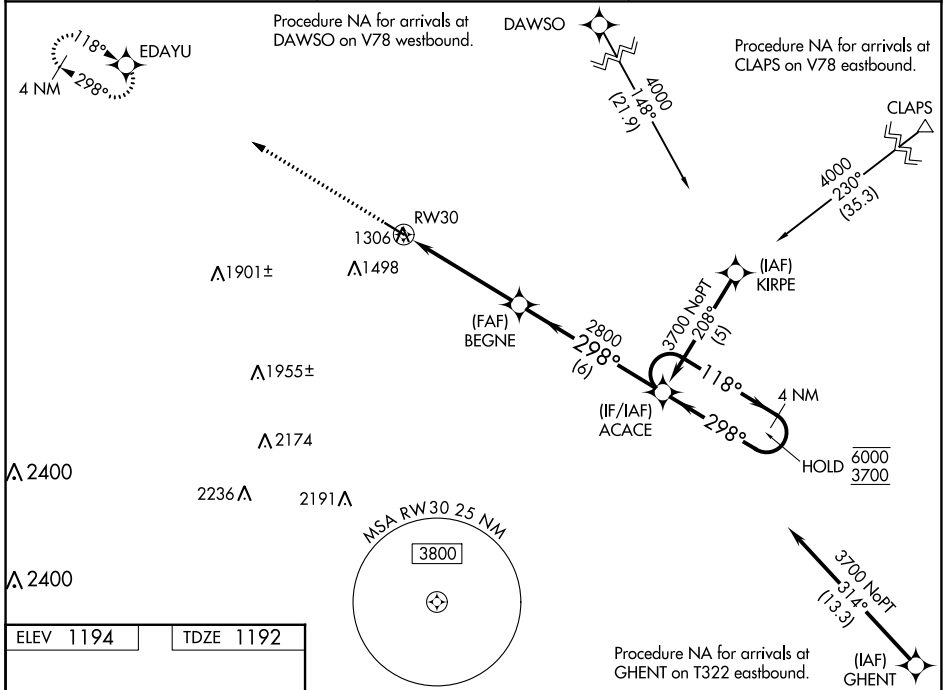 Procedure NA for arrivals at
DAWSO on V78 westbound.
DAWSO
Procedure NA for arrivals at
CLAPS on V78 eastbound.
118°
EDAYU
4 NM
298°
4000
148°
(21.9)
CLAPS
4000
230°
(35.3)
RW30
1306
1901±
1498
(IAF)
KIRPE
3700 NoPT
208°
(5)
(FAF)
BEGNE
2800
298°
(6)
118°
4 NM
1955±
(IF/IAF)
ACACE
298°
HOLD
6000
3700
2174
2400
2236
2191
MSA RW30 25 NM
3800
2400
3700 NoPT
314°
(13.3)
ELEV 1194
TDZE 1192
Procedure NA for arrivals at
GHENT on T322 eastbound.
(IAF)
GHENT